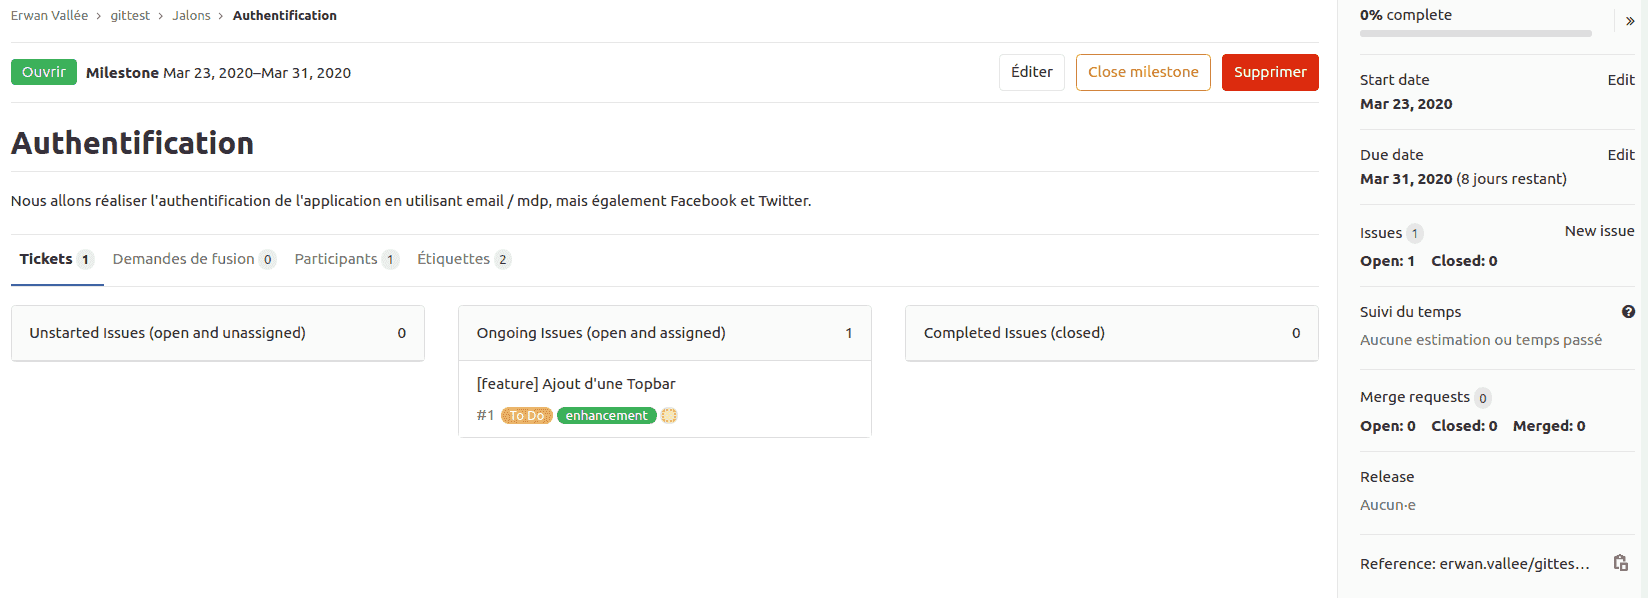 Erwan Vallée > gittest > Jalons > Authentification
Ouvrir Milestone Mar 23, 2020–Mar 31, 2020 Éditer Close milestone Supprimer
Authentification
Nous allons réaliser l'authentification de l'application en utilisant email / mdp, mais également Facebook et Twitter.
Tickets 1 Demandes de fusion 0 Participants 1 Étiquettes 2
Unstarted Issues (open and unassigned) 0
Ongoing Issues (open and assigned) 1
[feature] Ajout d'une Topbar
#1 To Do enhancement
Completed Issues (closed) 0
0% complete »
Start date Edit
Mar 23, 2020
Due date Edit
Mar 31, 2020 (8 jours restant)
Issues 1 New issue
Open: 1 Closed: 0
Suivi du temps ?
Aucune estimation ou temps passé
Merge requests 0
Open: 0 Closed: 0 Merged: 0
Release
Aucun·e
Reference: erwan.vallee/gittes...